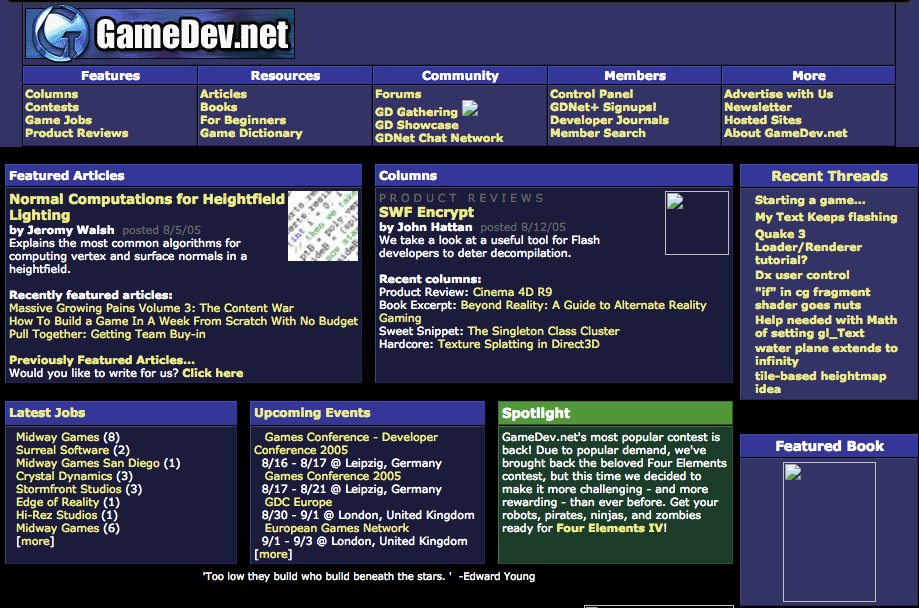 GameDev.net
Features
Resources
Community
Members
More
Columns
Contests
Game Jobs
Product Reviews
Articles
Books
For Beginners
Game Dictionary
Forums
GD Gathering
GD Showcase
GDNet Chat Network
Control Panel
GDNet+ Signups!
Developer Journals
Member Search
Advertise with Us
Newsletter
Hosted Sites
About GameDev.net
Featured Articles
Normal Computations for Heightfield
Lighting
by Jeromy Walsh posted 8/5/05
Explains the most common algorithms for
computing vertex and surface normals in a
heightfield.
Recently featured articles:
Massive Growing Pains Volume 3: The Content War
How To Build a Game In A Week From Scratch With No Budget
Pull Together: Getting Team Buy-in
Previously Featured Articles...
Would you like to write for us? Click here
Columns
PRODUCT REVIEWS
SWF Encrypt
by John Hattan posted 8/12/05
We take a look at a useful tool for Flash
developers to deter decompilation.
Recent columns:
Product Review: Cinema 4D R9
Book Excerpt: Beyond Reality: A Guide to Alternate Reality
Gaming
Sweet Snippet: The Singleton Class Cluster
Hardcore: Texture Splatting in Direct3D
Recent Threads
Starting a game...
My Text Keeps flashing
Quake 3
Loader/Renderer
tutorial?
Dx user control
"if" in cg fragment
shader goes nuts
Help needed with Math
of setting gl_Text
water plane extends to
infinity
tile-based heightmap
idea
Latest Jobs
Midway Games (8)
Surreal Software (2)
Midway Games San Diego (1)
Crystal Dynamics (3)
Stormfront Studios (3)
Edge of Reality (1)
Hi-Rez Studios (1)
Midway Games (6)
[more]
Upcoming Events
Games Conference - Developer
Conference 2005
8/16 - 8/17 @ Leipzig, Germany
Games Conference 2005
8/17 - 8/21 @ Leipzig, Germany
GDC Europe
8/30 - 9/1 @ London, United Kingdom
European Games Network
9/1 - 9/3 @ London, United Kingdom
[more]
Spotlight
GameDev.net's most popular contest is
back! Due to popular demand, we've
brought back the beloved Four Elements
contest, but this time we decided to
make it more challenging - and more
rewarding - than ever before. Get your
robots, pirates, ninjas, and zombies
ready for Four Elements IV!
Featured Book
'Too low they build who build beneath the stars. ' -Edward Young